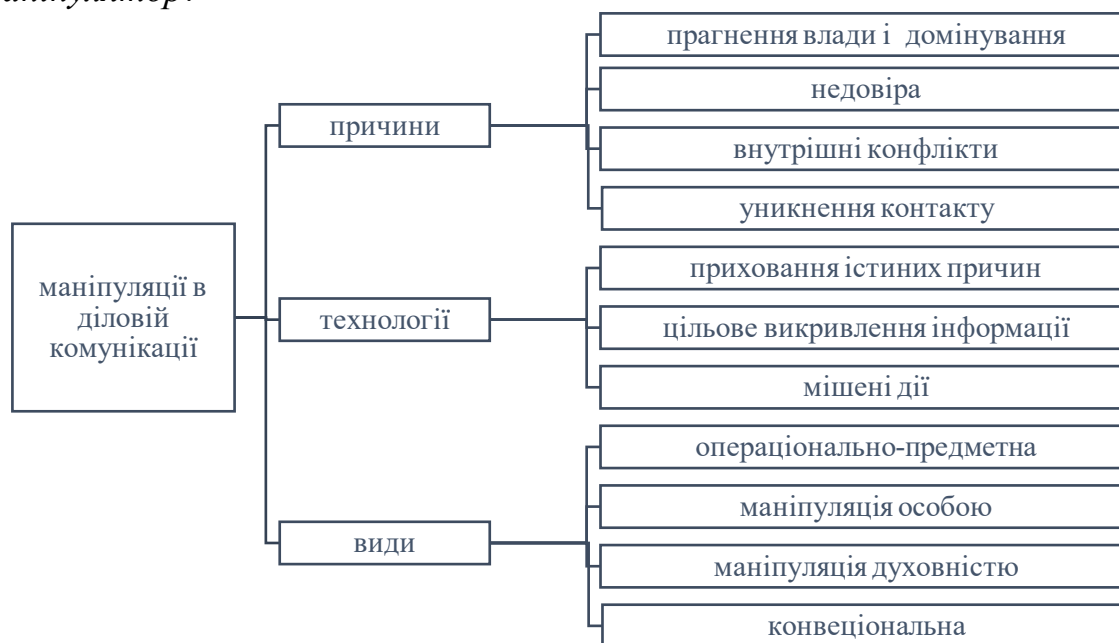 прагнення влади і домінування
недовіра
причини
внутрішні конфлікти
уникнення контакту
маніпуляції в
діловій
комунікації
приховання істиних причин
технології
цільове викривлення інформації
мішені дії
операціонально-предметна
маніпуляція особою
види
маніпуляція духовністю
конвеціональна